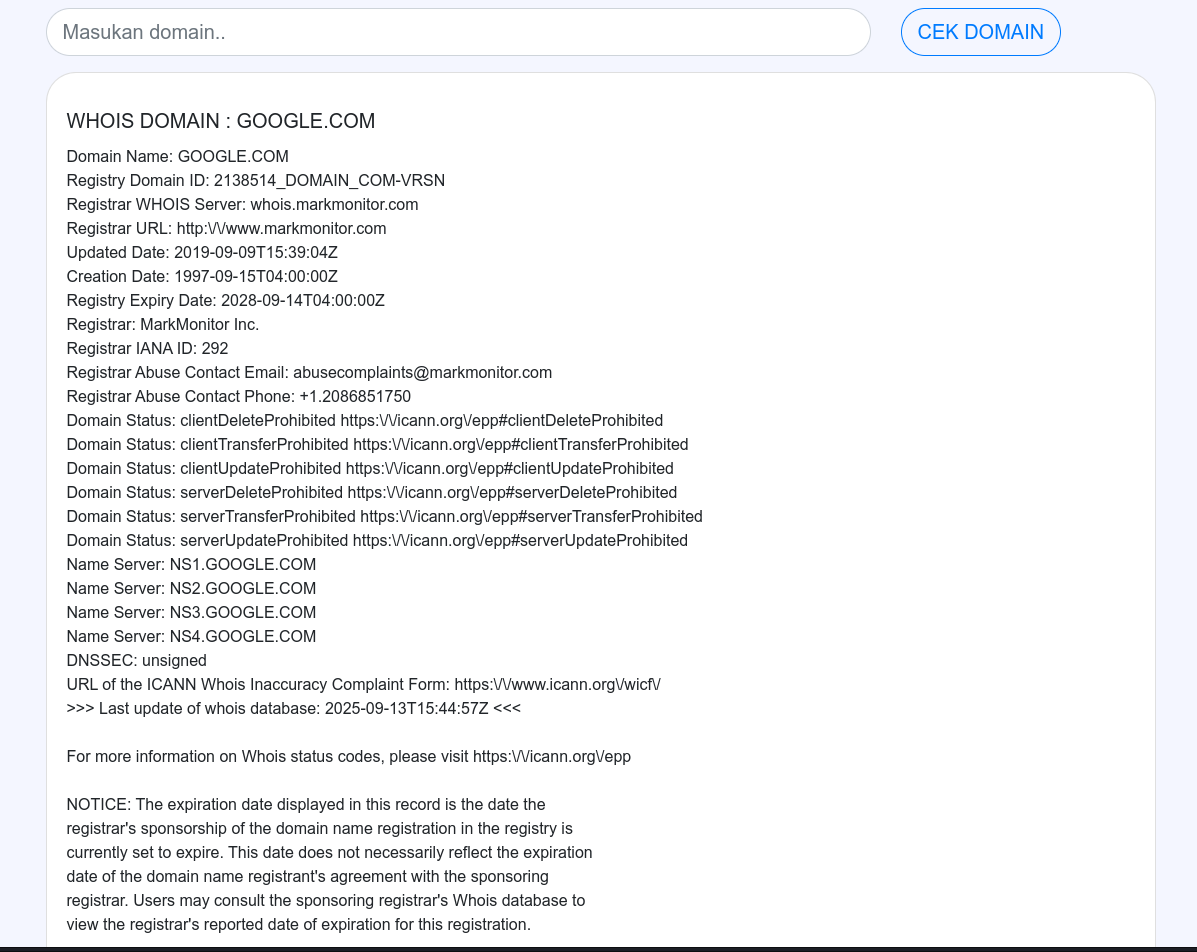 Masukan domain..
CEK DOMAIN
WHOIS DOMAIN : GOOGLE.COM
Domain Name: GOOGLE.COM
Registry Domain ID: 2138514_DOMAIN_COM-VRSN
Registrar WHOIS Server: whois.markmonitor.com
Registrar URL: http:\/\/www.markmonitor.com
Updated Date: 2019-09-09T15:39:04Z
Creation Date: 1997-09-15T04:00:00Z
Registry Expiry Date: 2028-09-14T04:00:00Z
Registrar: MarkMonitor Inc.
Registrar IANA ID: 292
Registrar Abuse Contact Email: abusecomplaints@markmonitor.com
Registrar Abuse Contact Phone: +1.2086851750
Domain Status: clientDeleteProhibited https:\/\/icann.org\/epp#clientDeleteProhibited
Domain Status: clientTransferProhibited https:\/\/icann.org\/epp#clientTransferProhibited
Domain Status: clientUpdateProhibited https:\/\/icann.org\/epp#clientUpdateProhibited
Domain Status: serverDeleteProhibited https:\/\/icann.org\/epp#serverDeleteProhibited
Domain Status: serverTransferProhibited https:\/\/icann.org\/epp#serverTransferProhibited
Domain Status: serverUpdateProhibited https:\/\/icann.org\/epp#serverUpdateProhibited
Name Server: NS1.GOOGLE.COM
Name Server: NS2.GOOGLE.COM
Name Server: NS3.GOOGLE.COM
Name Server: NS4.GOOGLE.COM
DNSSEC: unsigned
URL of the ICANN Whois Inaccuracy Complaint Form: https:\/\/www.icann.org\/wicf\/
>>> Last update of whois database: 2025-09-13T15:44:57Z <<<
For more information on Whois status codes, please visit https:\/\/icann.org\/epp
NOTICE: The expiration date displayed in this record is the date the
registrar's sponsorship of the domain name registration in the registry is
currently set to expire. This date does not necessarily reflect the expiration
date of the domain name registrant's agreement with the sponsoring
registrar. Users may consult the sponsoring registrar's Whois database to
view the registrar's reported date of expiration for this registration.